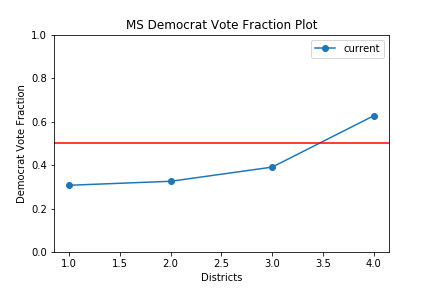 MS Democrat Vote Fraction Plot
current
Democrat Vote Fraction
1.0
0.8
0.6
0.4
0.2
0.0
1.0 1.5 2.0 2.5 3.0 3.5 4.0
Districts